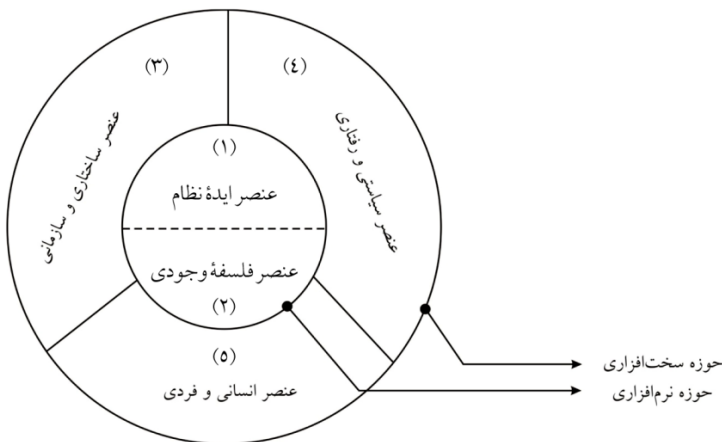 (۳)
(٤)
عنصر ساختاری و سازمانی
عنصر سیاستی و رفتاری
(۱)
عنصر ایدهٔ نظام
عنصر فلسفهٔ وجودی
(۲)
(۵)
عنصر انسانی و فردی
حوزه سخت‌افزاری
حوزه نرم‌افزاری